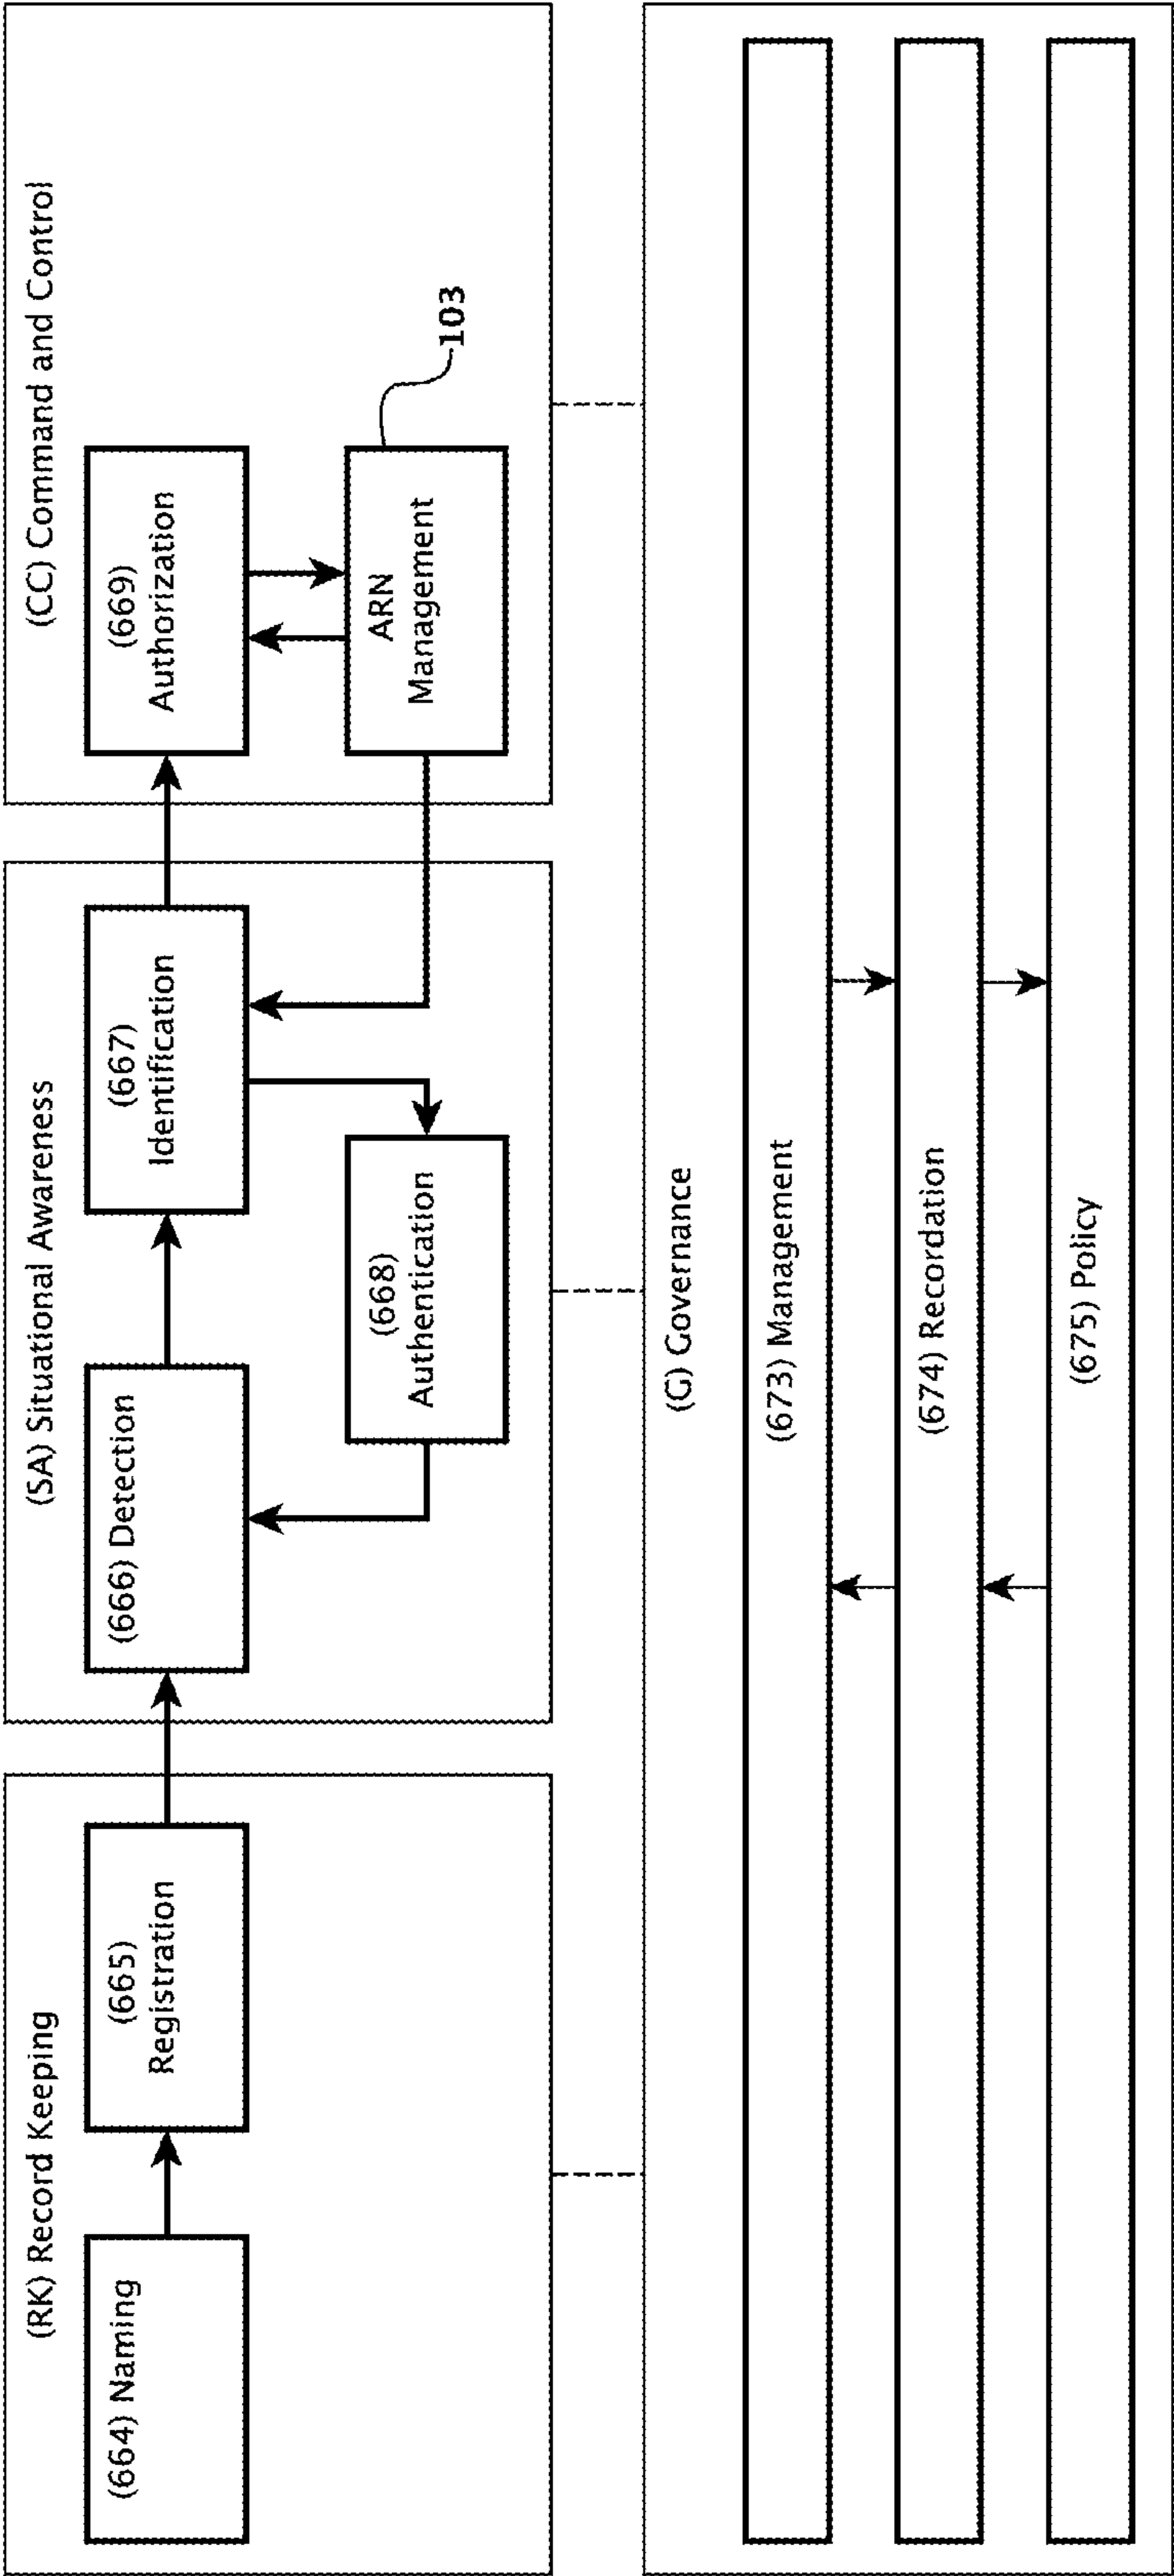 (RK) Record Keeping
(664) Naming
(665)
Registration
(SA) Situational Awareness
(666) Detection
(667)
Identification
(668)
Authentication
(CC) Command and Control
(669)
Authorization
ARN
Management
103
(G) Governance
(673) Management
(674) Recordation
(675) Policy